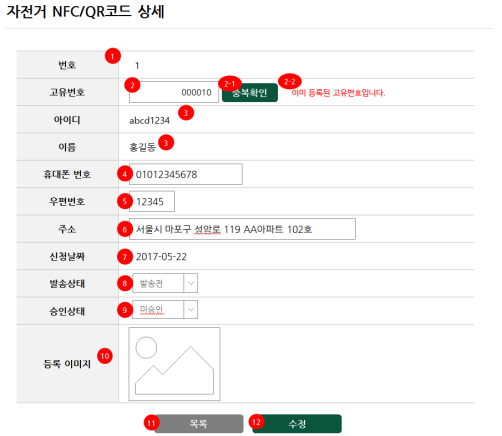 자전거 NFC/QR코드 상세
번호 1 1
고유번호 2 000010 2-1 중복확인 2-2 이미 등록된 고유번호입니다.
아이디 abcd1234 3
이름 홍길동 3
휴대폰 번호 4 01012345678
우편번호 5 12345
주소 6 서울시 마포구 성암로 119 AA아파트 102호
신청날짜 7 2017-05-22
발송상태 8 발송전
승인상태 9 미승인
등록 이미지 10
11 목록 12 수정